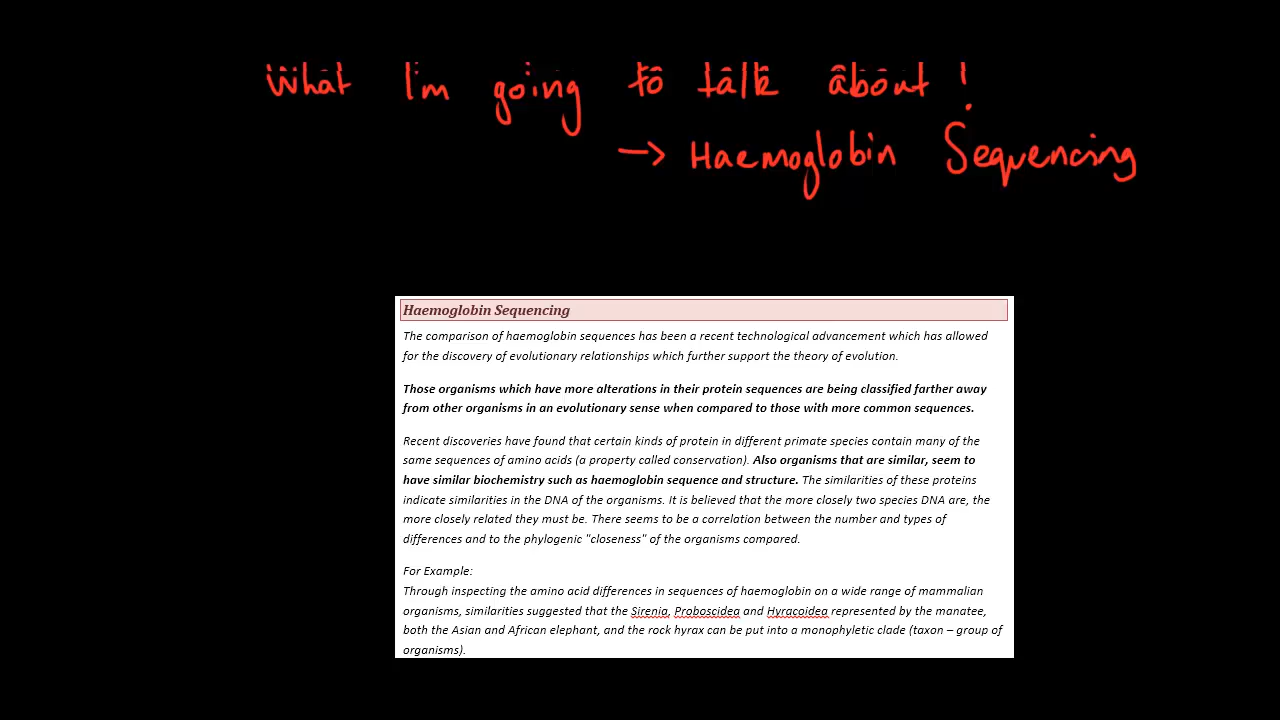 What I'm going to talk about!
→ Haemoglobin Sequencing
Haemoglobin Sequencing
The comparison of haemoglobin sequences has been a recent technological advancement which has allowed
for the discovery of evolutionary relationships which further support the theory of evolution.
Those organisms which have more alterations in their protein sequences are being classified farther away
from other organisms in an evolutionary sense when compared to those with more common sequences.
Recent discoveries have found that certain kinds of protein in different primate species contain many of the
same sequences of amino acids (a property called conservation). Also organisms that are similar, seem to
have similar biochemistry such as haemoglobin sequence and structure. The similarities of these proteins
indicate similarities in the DNA of the organisms. It is believed that the more closely two species DNA are, the
more closely related they must be. There seems to be a correlation between the number and types of
differences and to the phylogenic "closeness" of the organisms compared.
For Example:
Through inspecting the amino acid differences in sequences of haemoglobin on a wide range of mammalian
organisms, similarities suggested that the Sirenia, Proboscidea and Hyracoidea represented by the manatee,
both the Asian and African elephant, and the rock hyrax can be put into a monophyletic clade (taxon – group of
organisms).